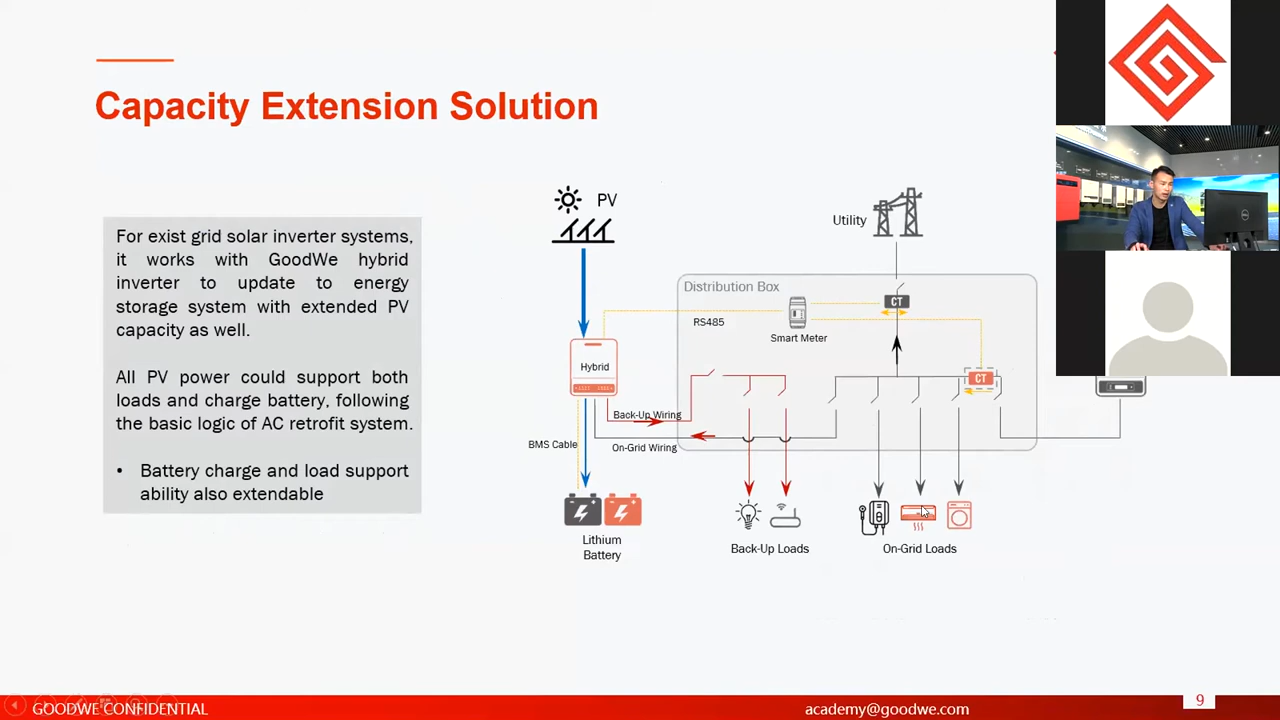 Capacity Extension Solution
For exist grid solar inverter systems,
it works with GoodWe hybrid
inverter to update to energy
storage system with extended PV
capacity as well.
All PV power could support both
loads and charge battery, following
the basic logic of AC retrofit system.
• Battery charge and load support
ability also extendable
PV
Utility
Distribution Box
CT
RS485
Smart Meter
Hybrid
CT
Back-Up Wiring
BMS Cable
On-Grid Wiring
Lithium
Battery
Back-Up Loads
On-Grid Loads
GOODWE CONFIDENTIAL
academy@goodwe.com
9